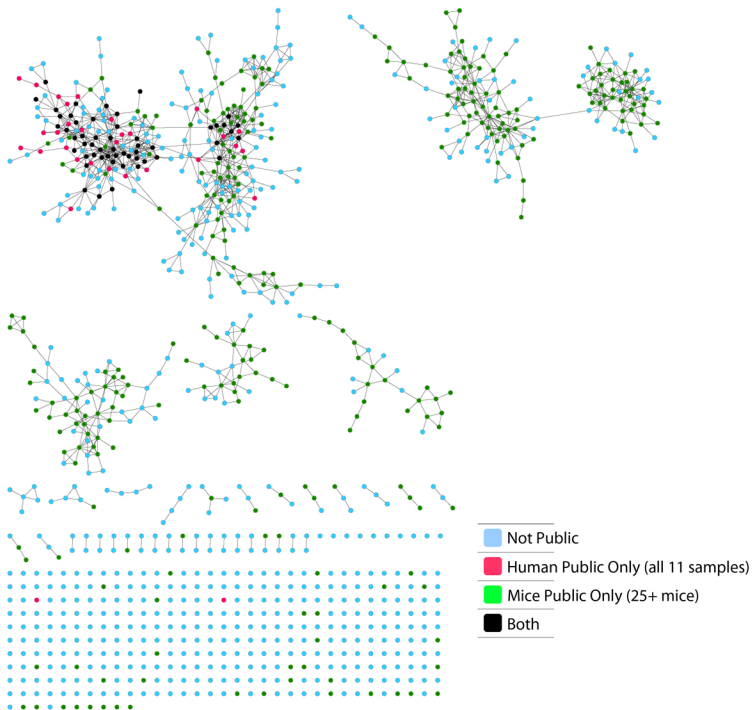 Not Public
Human Public Only (all 11 samples)
Mice Public Only (25+ mice)
Both